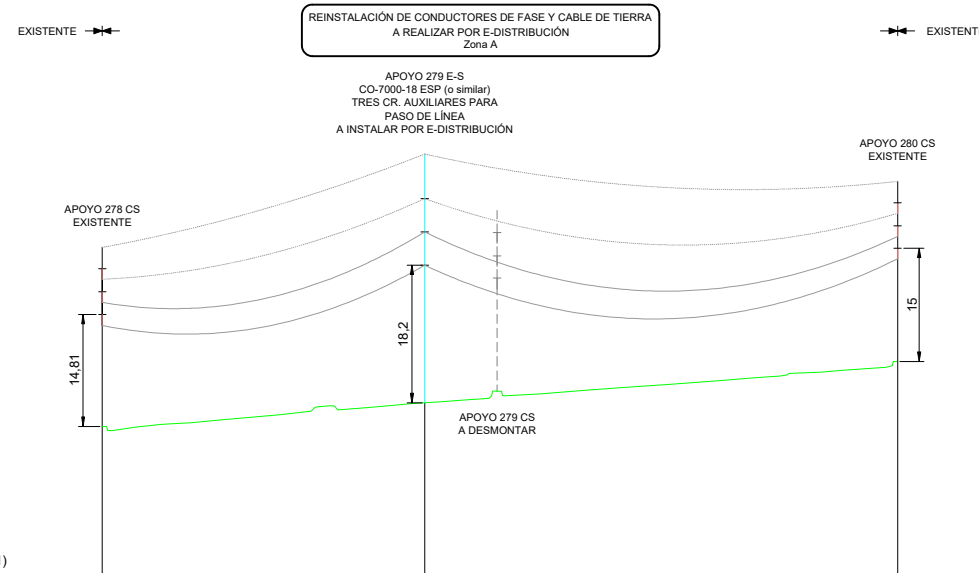 REINSTALACIÓN DE CONDUCTORES DE FASE Y CABLE DE TIERRA
A REALIZAR POR E-DISTRIBUCIÓN
Zona A
EXISTENTE
EXISTENT
APOYO 279 E-S
CO-7000-18 ESP (o similar)
TRES CR. AUXILIARES PARA
PASO DE LÍNEA
A INSTALAR POR E-DISTRIBUCIÓN
APOYO 280 CS
EXISTENTE
APOYO 278 CS
EXISTENTE
14,81
18,2
15
APOYO 279 CS
A DESMONTAR
)